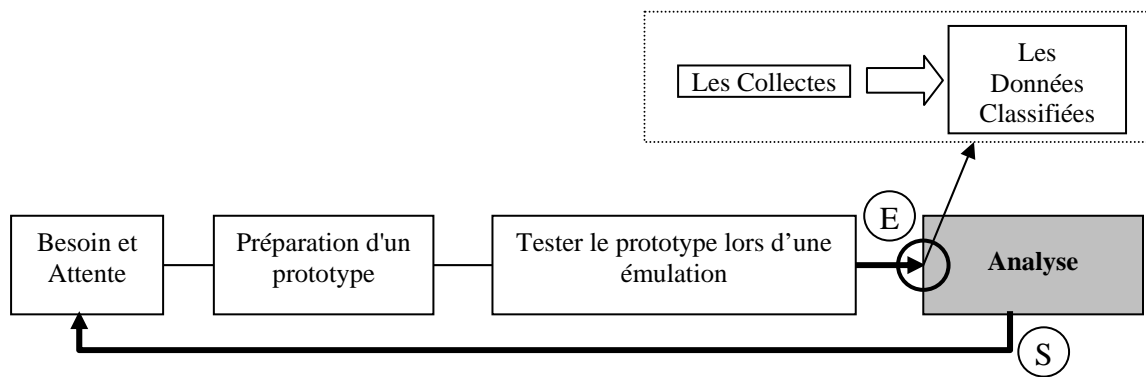 Les Collectes
Les
Données
Classifiées
E
Besoin et
Attente
Préparation d'un
prototype
Tester le prototype lors d’une
émulation
Analyse
S